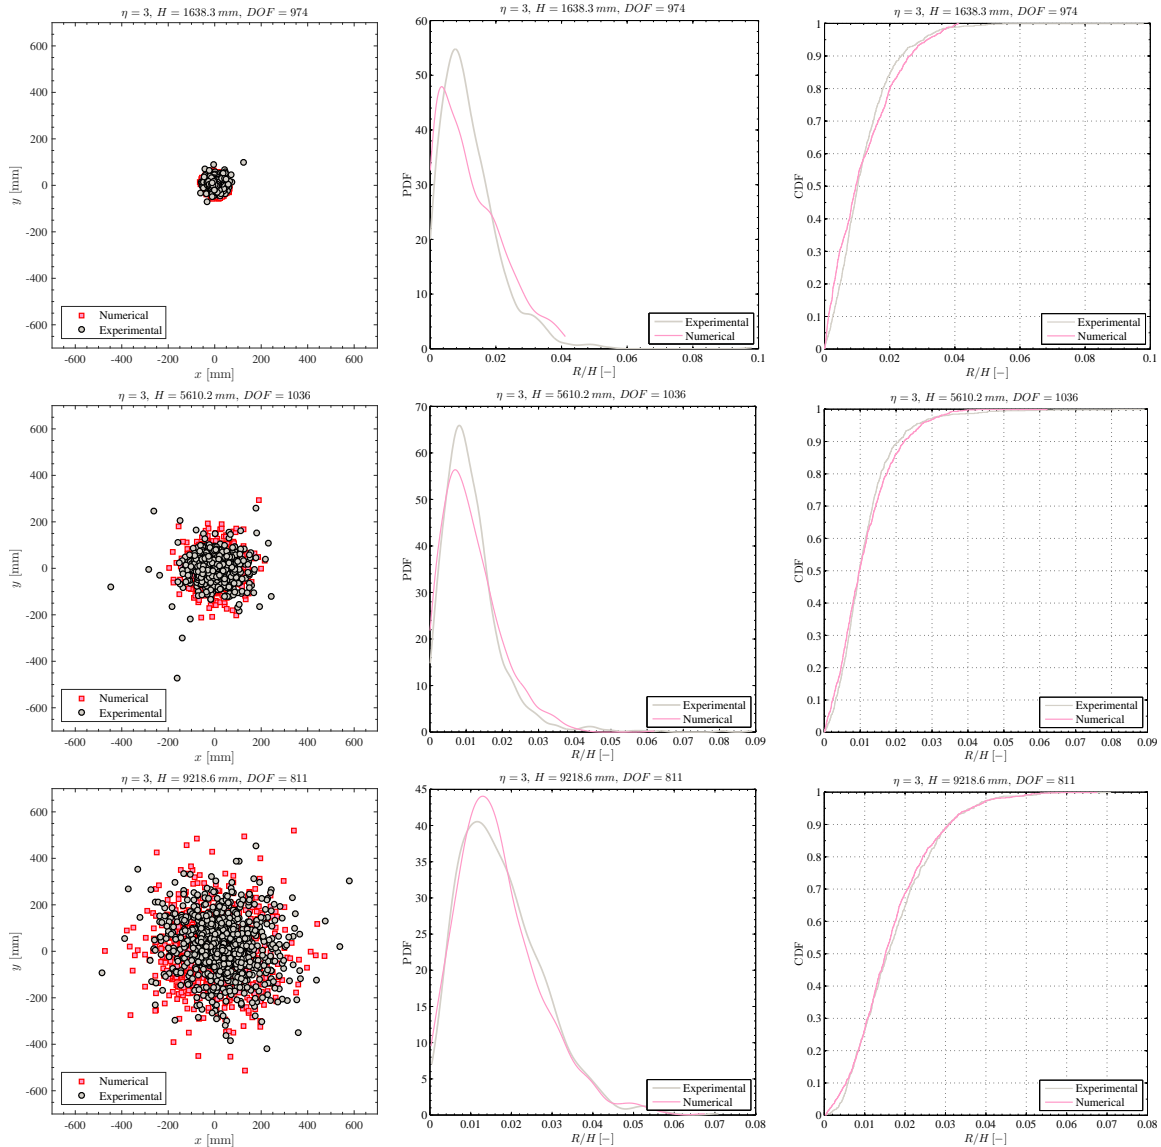 η = 3, H = 1638.3 mm, DOF = 974
600
400
200
0
-200
-400
-600
y [mm]
Numerical
Experimental
-600 -400 -200 0 200 400 600
x [mm]
60
50
40
30
20
10
0
PDF
Experimental
Numerical
0 0.02 0.04 0.06 0.08 0.1
R/H [−]
η = 3, H = 1638.3 mm, DOF = 974
1
0.9
0.8
0.7
0.6
0.5
0.4
0.3
0.2
0.1
0
CDF
Experimental
Numerical
0 0.02 0.04 0.06 0.08 0.1
R/H [−]
η = 3, H = 1638.3 mm, DOF = 974
η = 3, H = 5610.2 mm, DOF = 1036
600
400
200
0
-200
-400
-600
y [mm]
Numerical
Experimental
-600 -400 -200 0 200 400 600
x [mm]
η = 3, H = 5610.2 mm, DOF = 1036
70
60
50
40
30
20
10
0
PDF
Experimental
Numerical
0 0.01 0.02 0.03 0.04 0.05 0.06 0.07 0.08 0.09
R/H [−]
η = 3, H = 5610.2 mm, DOF = 1036
1
0.9
0.8
0.7
0.6
0.5
0.4
0.3
0.2
0.1
0
CDF
Experimental
Numerical
0 0.01 0.02 0.03 0.04 0.05 0.06 0.07 0.08 0.09
R/H [−]
η = 3, H = 9218.6 mm, DOF = 811
600
400
200
0
-200
-400
-600
y [mm]
Numerical
Experimental
-600 -400 -200 0 200 400 600
x [mm]
η = 3, H = 9218.6 mm, DOF = 811
45
40
35
30
25
20
15
10
5
0
PDF
Experimental
Numerical
0 0.01 0.02 0.03 0.04 0.05 0.06 0.07 0.08
R/H [−]
η = 3, H = 9218.6 mm, DOF = 811
1
0.9
0.8
0.7
0.6
0.5
0.4
0.3
0.2
0.1
0
CDF
Experimental
Numerical
0 0.01 0.02 0.03 0.04 0.05 0.06 0.07 0.08
R/H [−]